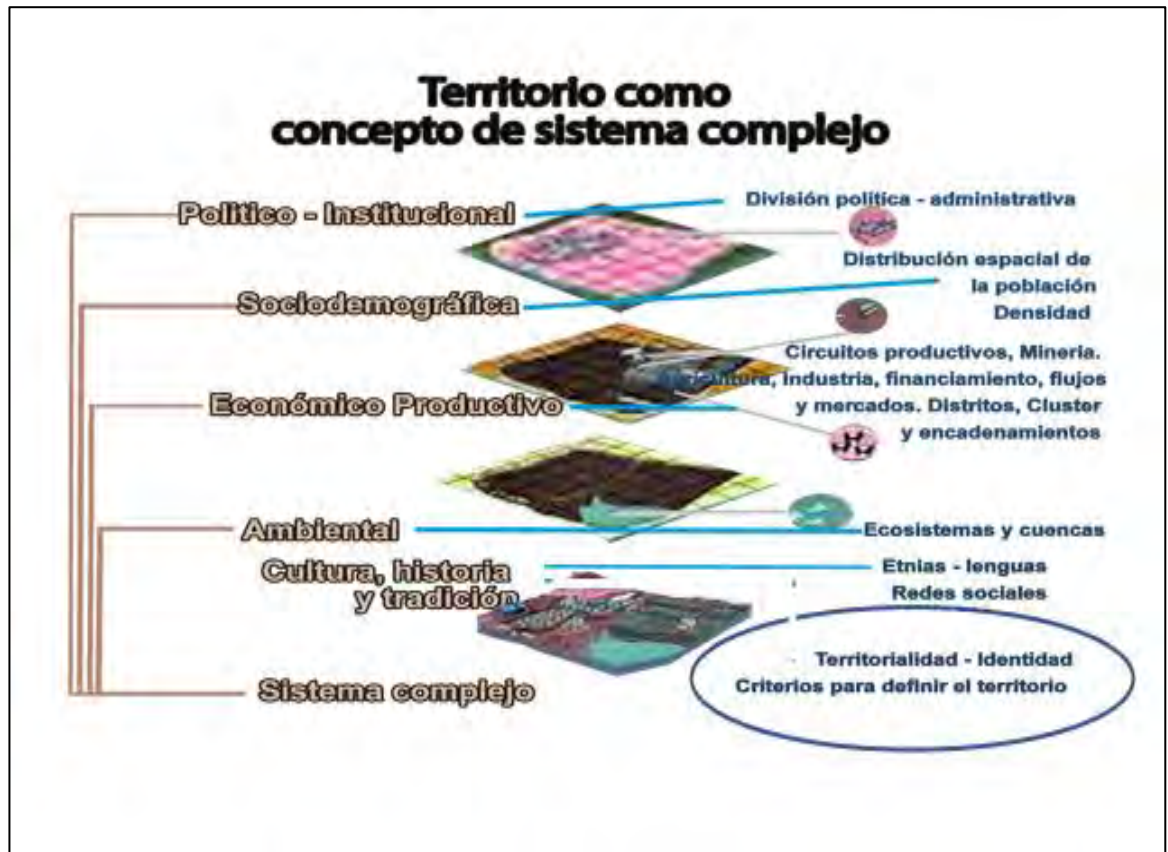 Territorio como
concepto de sistema complejo
Político - Institucional
División política - administrativa
Distribución espacial de
la población
Densidad
Sociodemográfica
Circuitos productivos, Minería.
Agricultura, industria, financiamiento, flujos
y mercados. Distritos, Cluster
y encadenamientos
Económico Productivo
Ambiental
Ecosistemas y cuencas
Cultura, historia
y tradición
Etnias - lenguas
Redes sociales
Territorialidad - Identidad
Criterios para definir el territorio
Sistema complejo